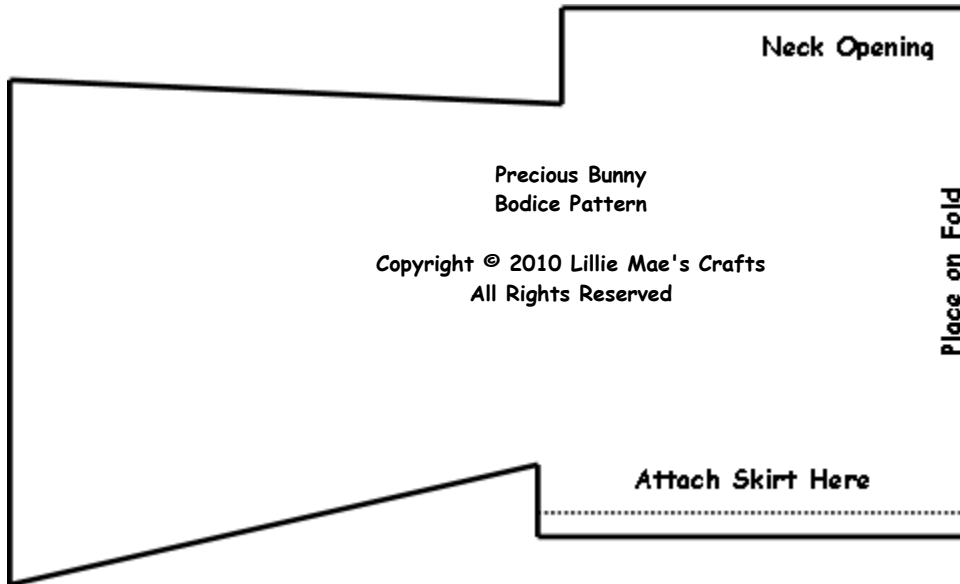 Neck Opening
Precious Bunny
Bodice Pattern
Copyright © 2010 Lillie Mae's Crafts
All Rights Reserved
Place on Fold
Attach Skirt Here